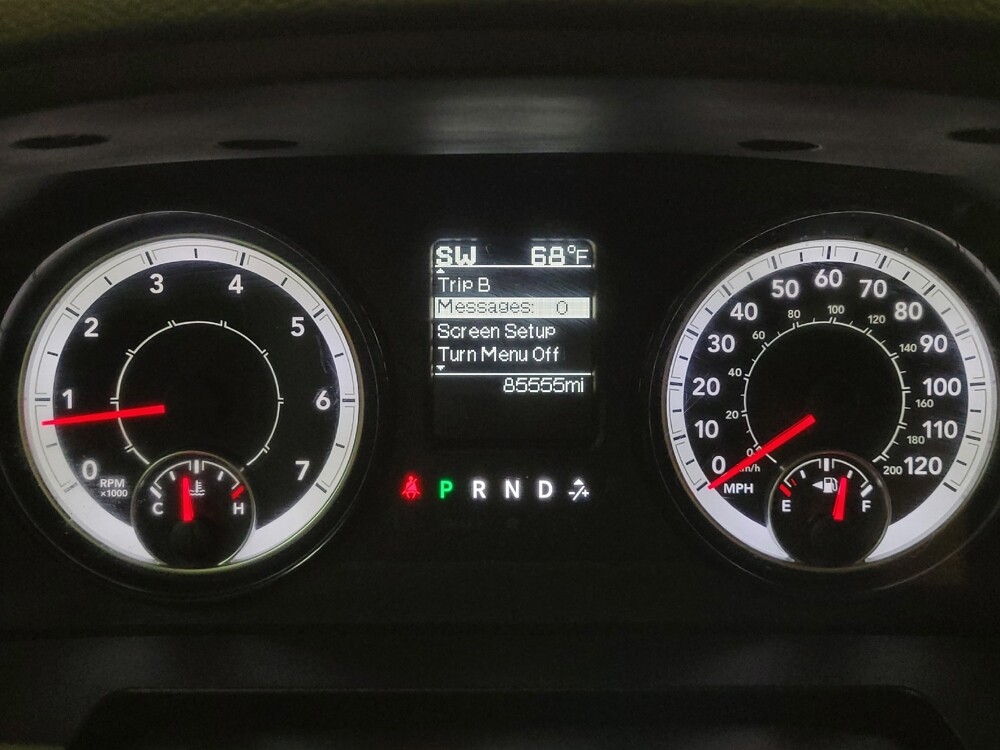 SW 68°F
Trip B
Messages: 0
Screen Setup
Turn Menu Off
85555mi
0 1 2 3 4 5 6 7
RPM
x1000
C H
P R N D -/+
0 10 20 30 40 50 60 70 80 90 100 110 120
MPH
0 20 40 60 80 100 120 140 160 180 200
km/h
E F